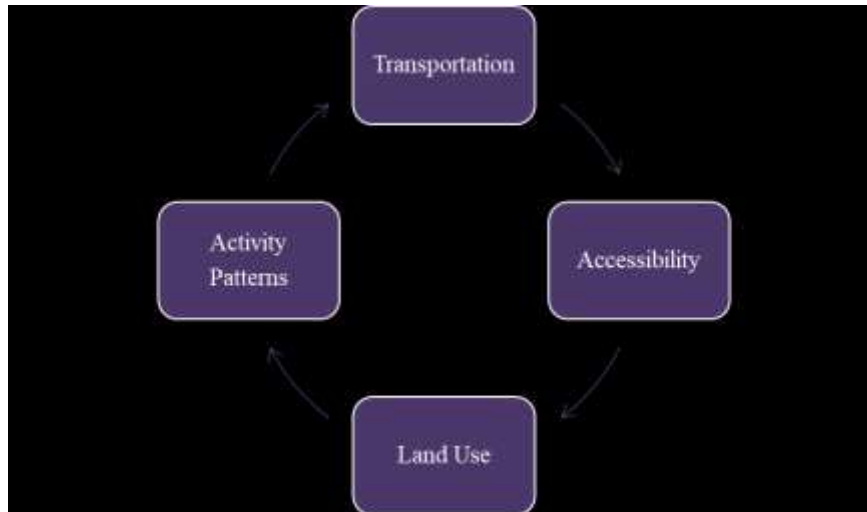 Transportation
Activity
Patterns
Accessibility
Land Use